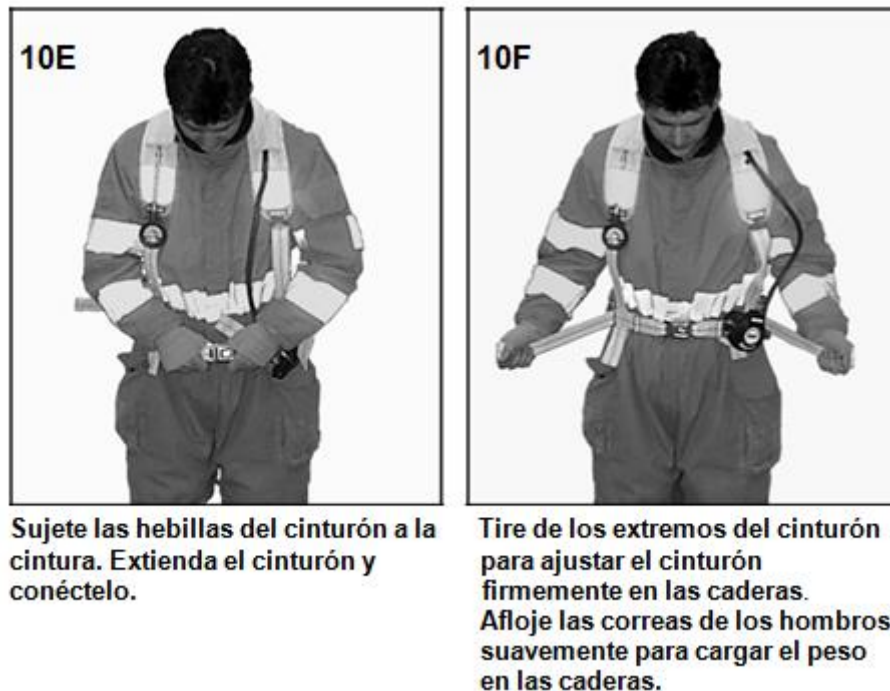 10E
Sujete las hebillas del cinturón a la
cintura. Extienda el cinturón y
conéctelo.
10F
Tire de los extremos del cinturón
para ajustar el cinturón
firmemente en las caderas.
Afloje las correas de los hombros
suavemente para cargar el peso
en las caderas.